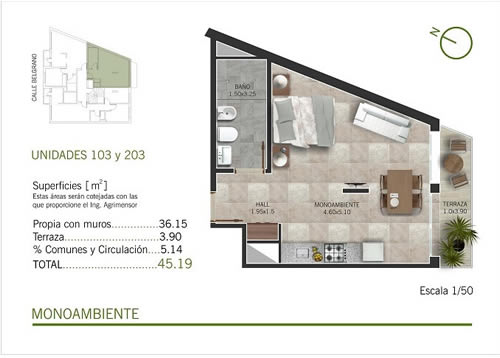 CALLE BELGRANO
N
UNIDADES 103 y 203
Superficies [ m² ]
Estas áreas serán cotejadas con las
que proporcione el Ing. Agrimensor
Propia con muros................36.15
Terraza...............................3.90
% Comunes y Circulación....5.14
TOTAL...........................45.19
BAÑO
1.50x3.25
HALL
1.95x1.5
MONOAMBIENTE
4.60x5.10
TERRAZA
1.0x3.90
Escala 1/50
MONOAMBIENTE